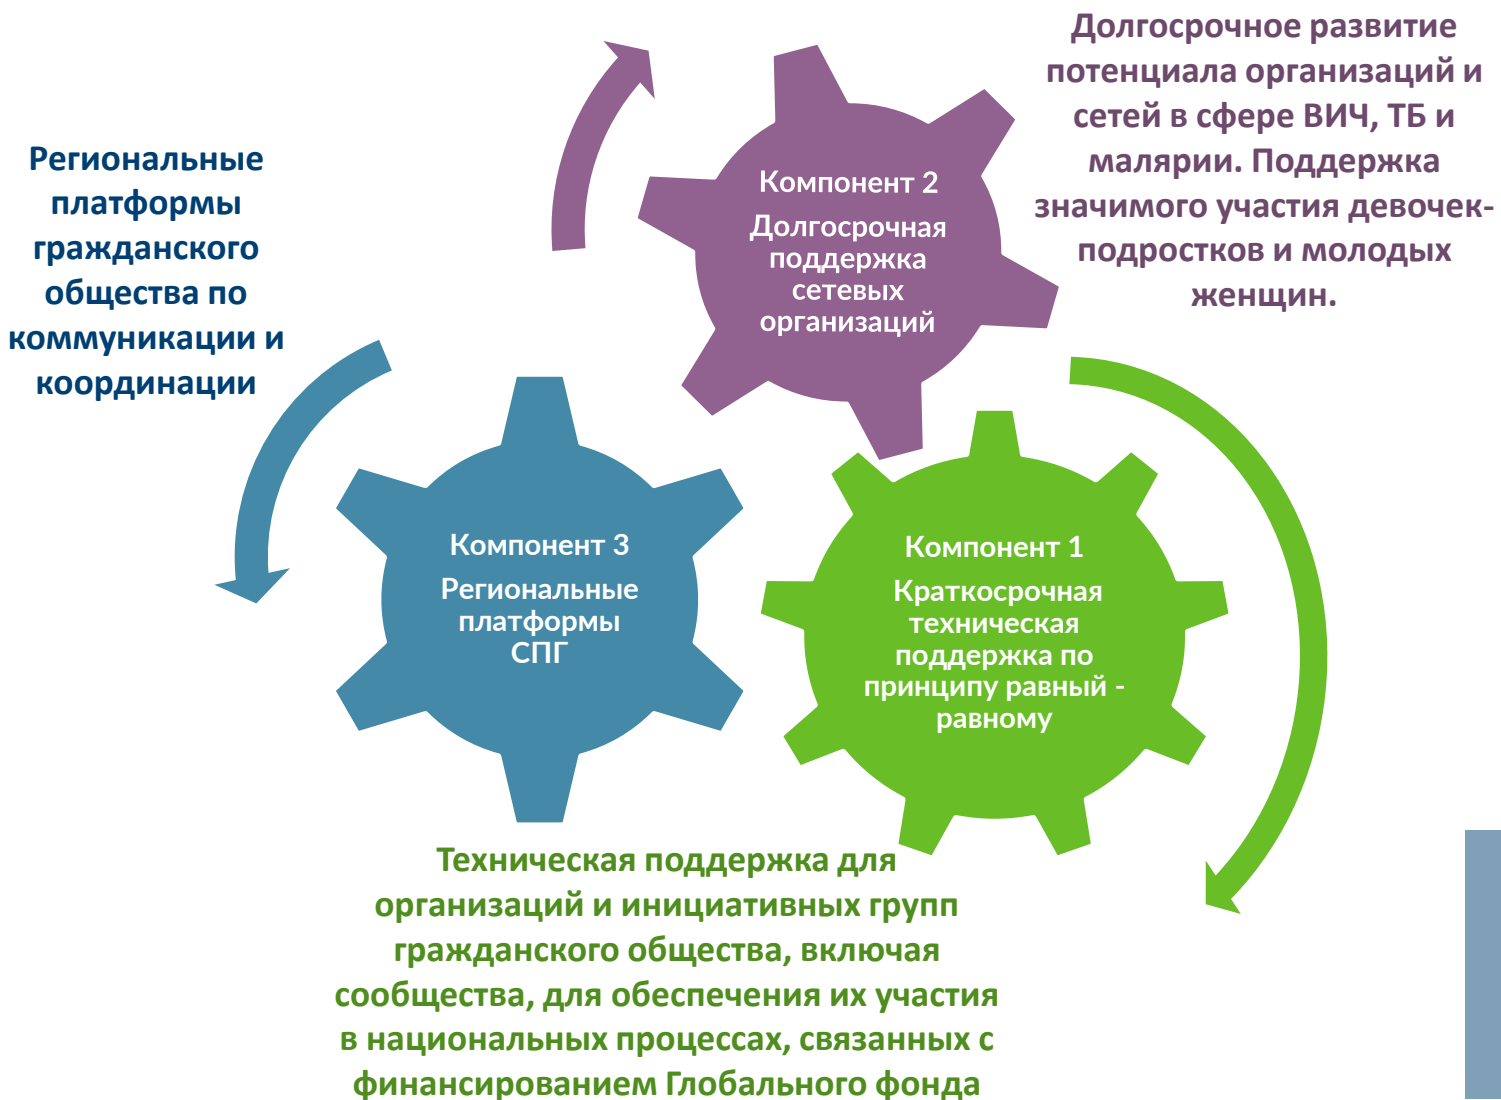 Долгосрочное развитие
потенциала организаций и
сетей в сфере ВИЧ, ТБ и
малярии. Поддержка
значимого участия девочек-
подростков и молодых
женщин.
Региональные
платформы
гражданского
общества по
коммуникации и
координации
Компонент 2
Долгосрочная
поддержка
сетевых
организаций
Компонент 3
Региональные
платформы
СПГ
Компонент 1
Краткосрочная
техническая
поддержка по
принципу равный -
равному
Техническая поддержка для
организаций и инициативных групп
гражданского общества, включая
сообщества, для обеспечения их участия
в национальных процессах, связанных с
финансированием Глобального фонда